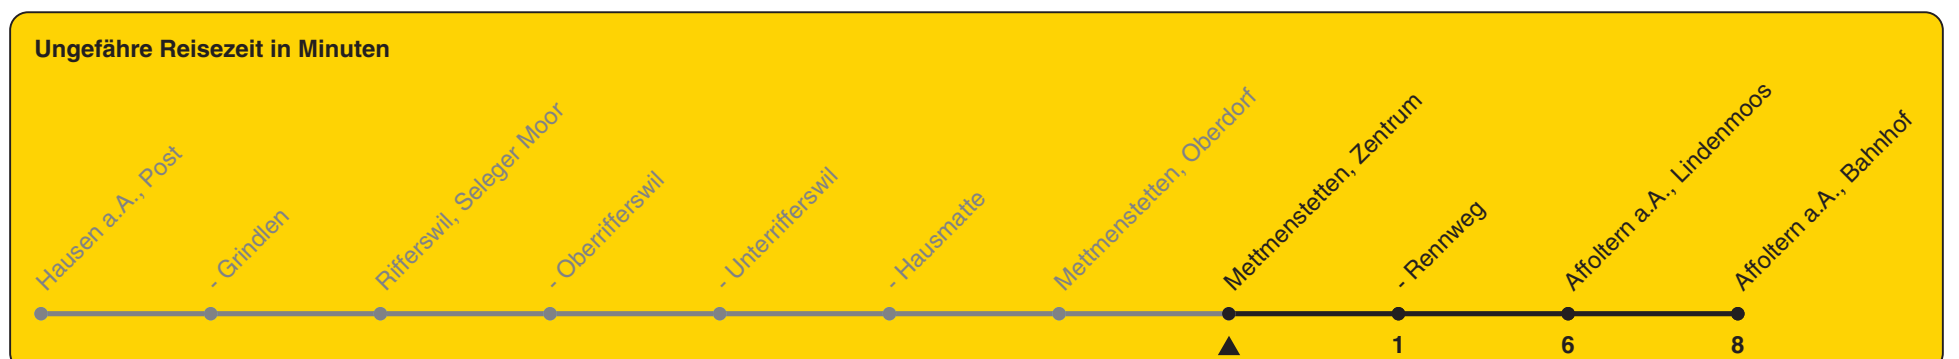 Ungefähre Reisezeit in Minuten
Hausen a.A., Post
- Grindlen
Rifferswil, Seleger Moor
- Oberrifferswil
- Unterrifferswil
- Hausmatte
Mettmenstetten, Oberdorf
Mettmenstetten, Zentrum
- Rennweg
Affoltern a.A., Lindenmoos
Affoltern a.A., Bahnhof
1 6 8